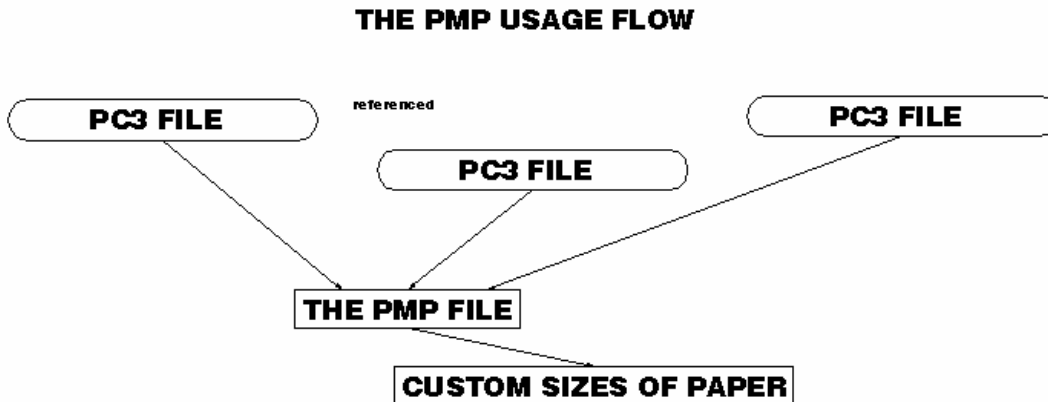 THE PMP USAGE FLOW
PC3 FILE
referenced
PC3 FILE
PC3 FILE
THE PMP FILE
CUSTOM SIZES OF PAPER